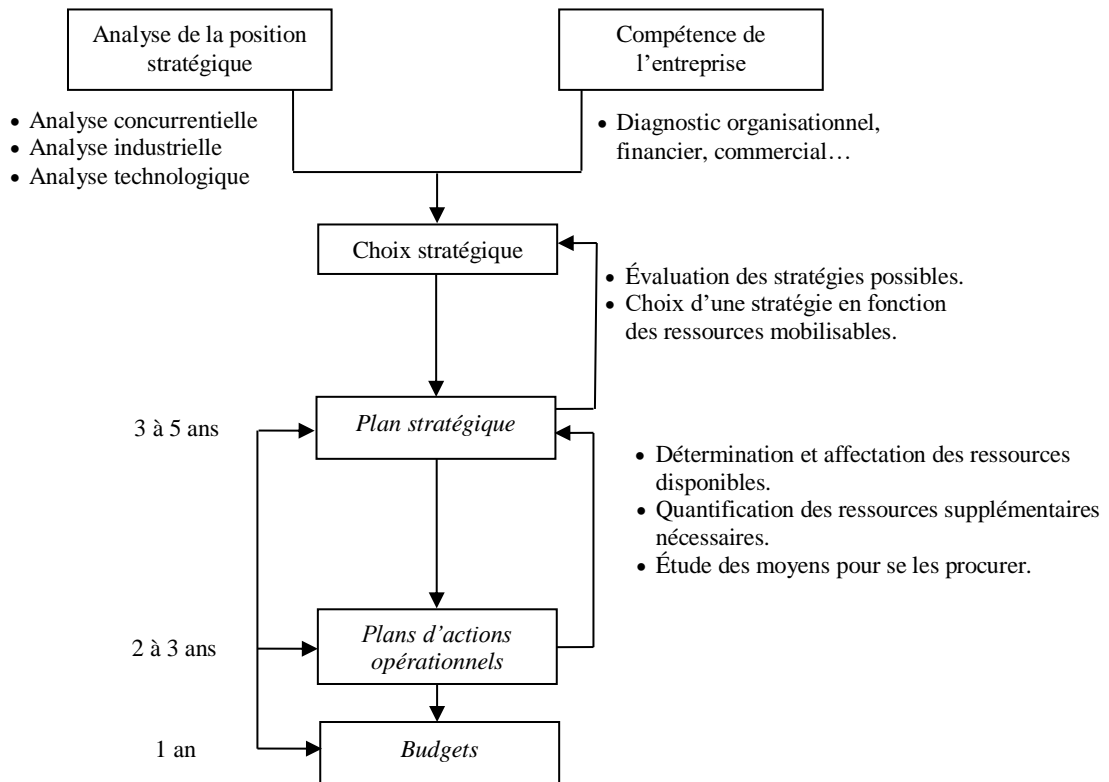 Analyse de la position
stratégique
Compétence de
l’entreprise
• Analyse concurrentielle
• Analyse industrielle
• Analyse technologique
• Diagnostic organisationnel,
financier, commercial…
Choix stratégique
• Évaluation des stratégies possibles.
• Choix d’une stratégie en fonction
des ressources mobilisables.
3 à 5 ans
Plan stratégique
• Détermination et affectation des ressources
disponibles.
• Quantification des ressources supplémentaires
nécessaires.
• Étude des moyens pour se les procurer.
2 à 3 ans
Plans d’actions
opérationnels
1 an
Budgets